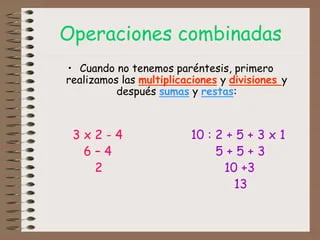 Operaciones combinadas
• Cuando no tenemos paréntesis, primero
realizamos las multiplicaciones y divisiones y
después sumas y restas:
3 x 2 - 4
6 – 4
2
10 : 2 + 5 + 3 x 1
5 + 5 + 3
10 +3
13